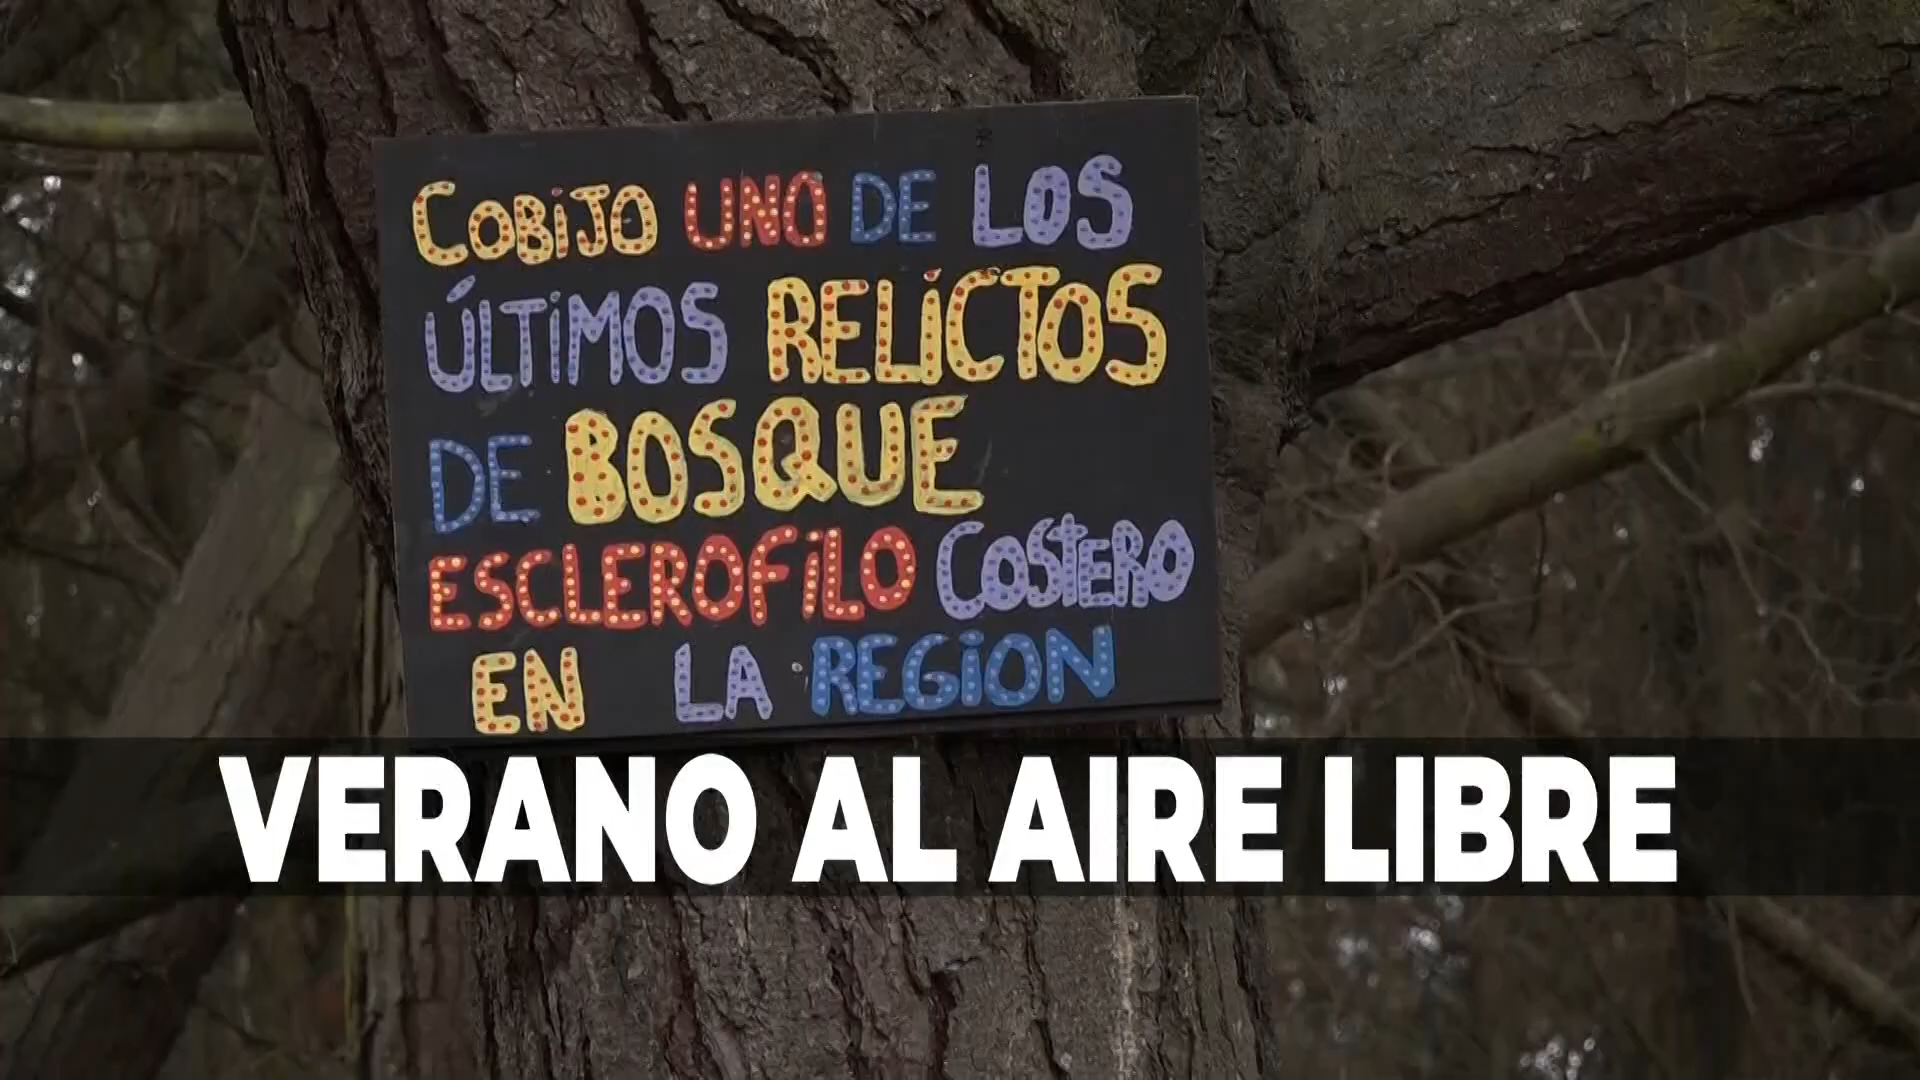 COBIJO UNO DE LOS
ÚLTIMOS RELICTOS
DE BOSQUE
ESCLEROFILO COSTERO
EN LA REGION
VERANO AL AIRE LIBRE